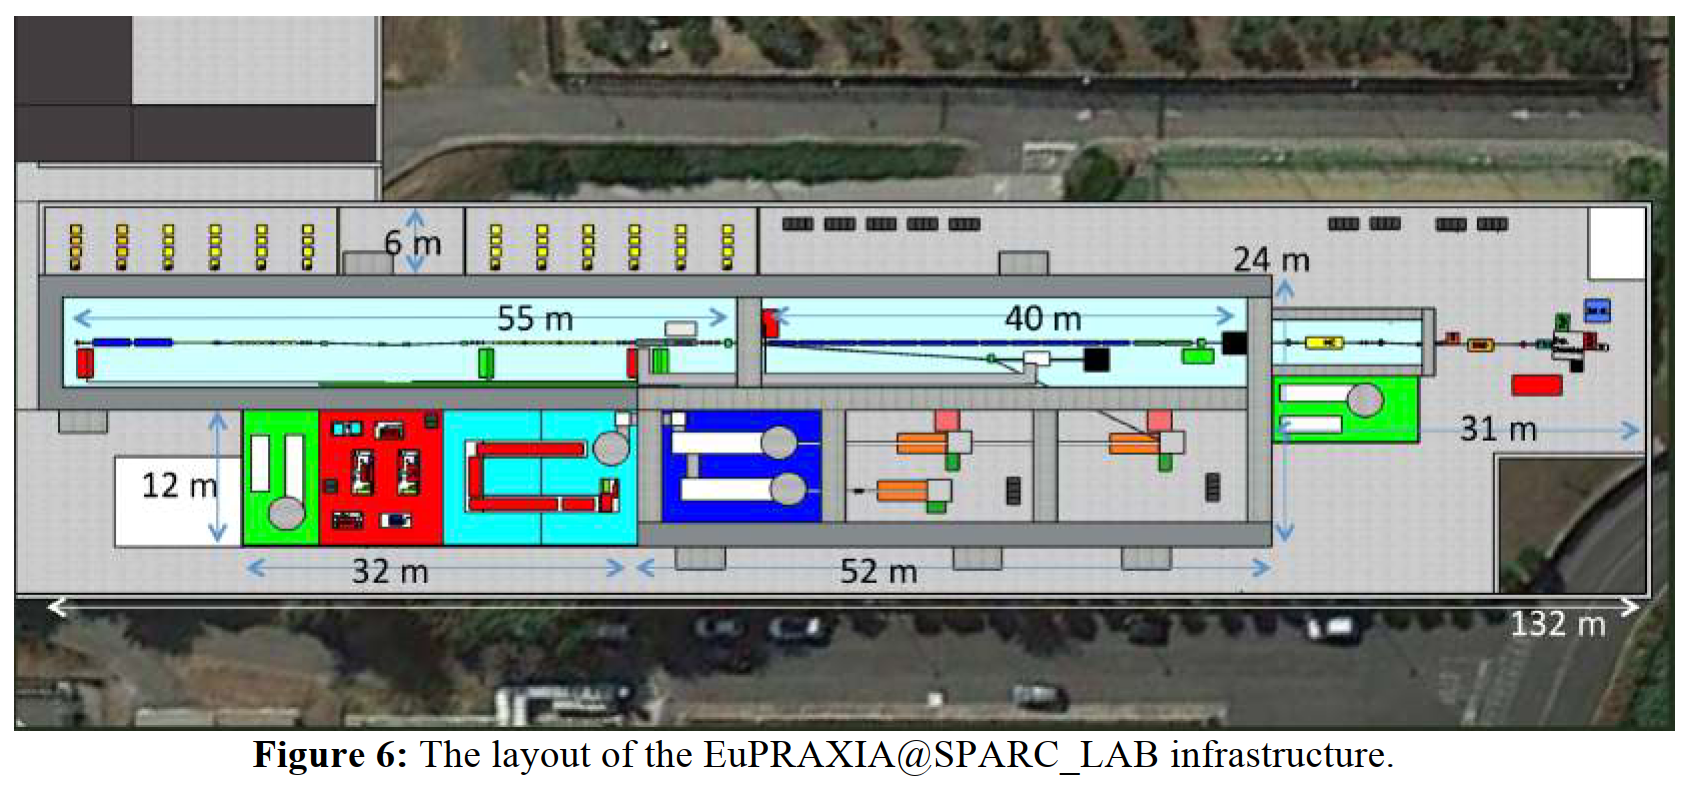 6 m
24 m
55 m
40 m
31 m
12 m
32 m
52 m
132 m
Figure 6: The layout of the EuPRAXIA@SPARC_LAB infrastructure.